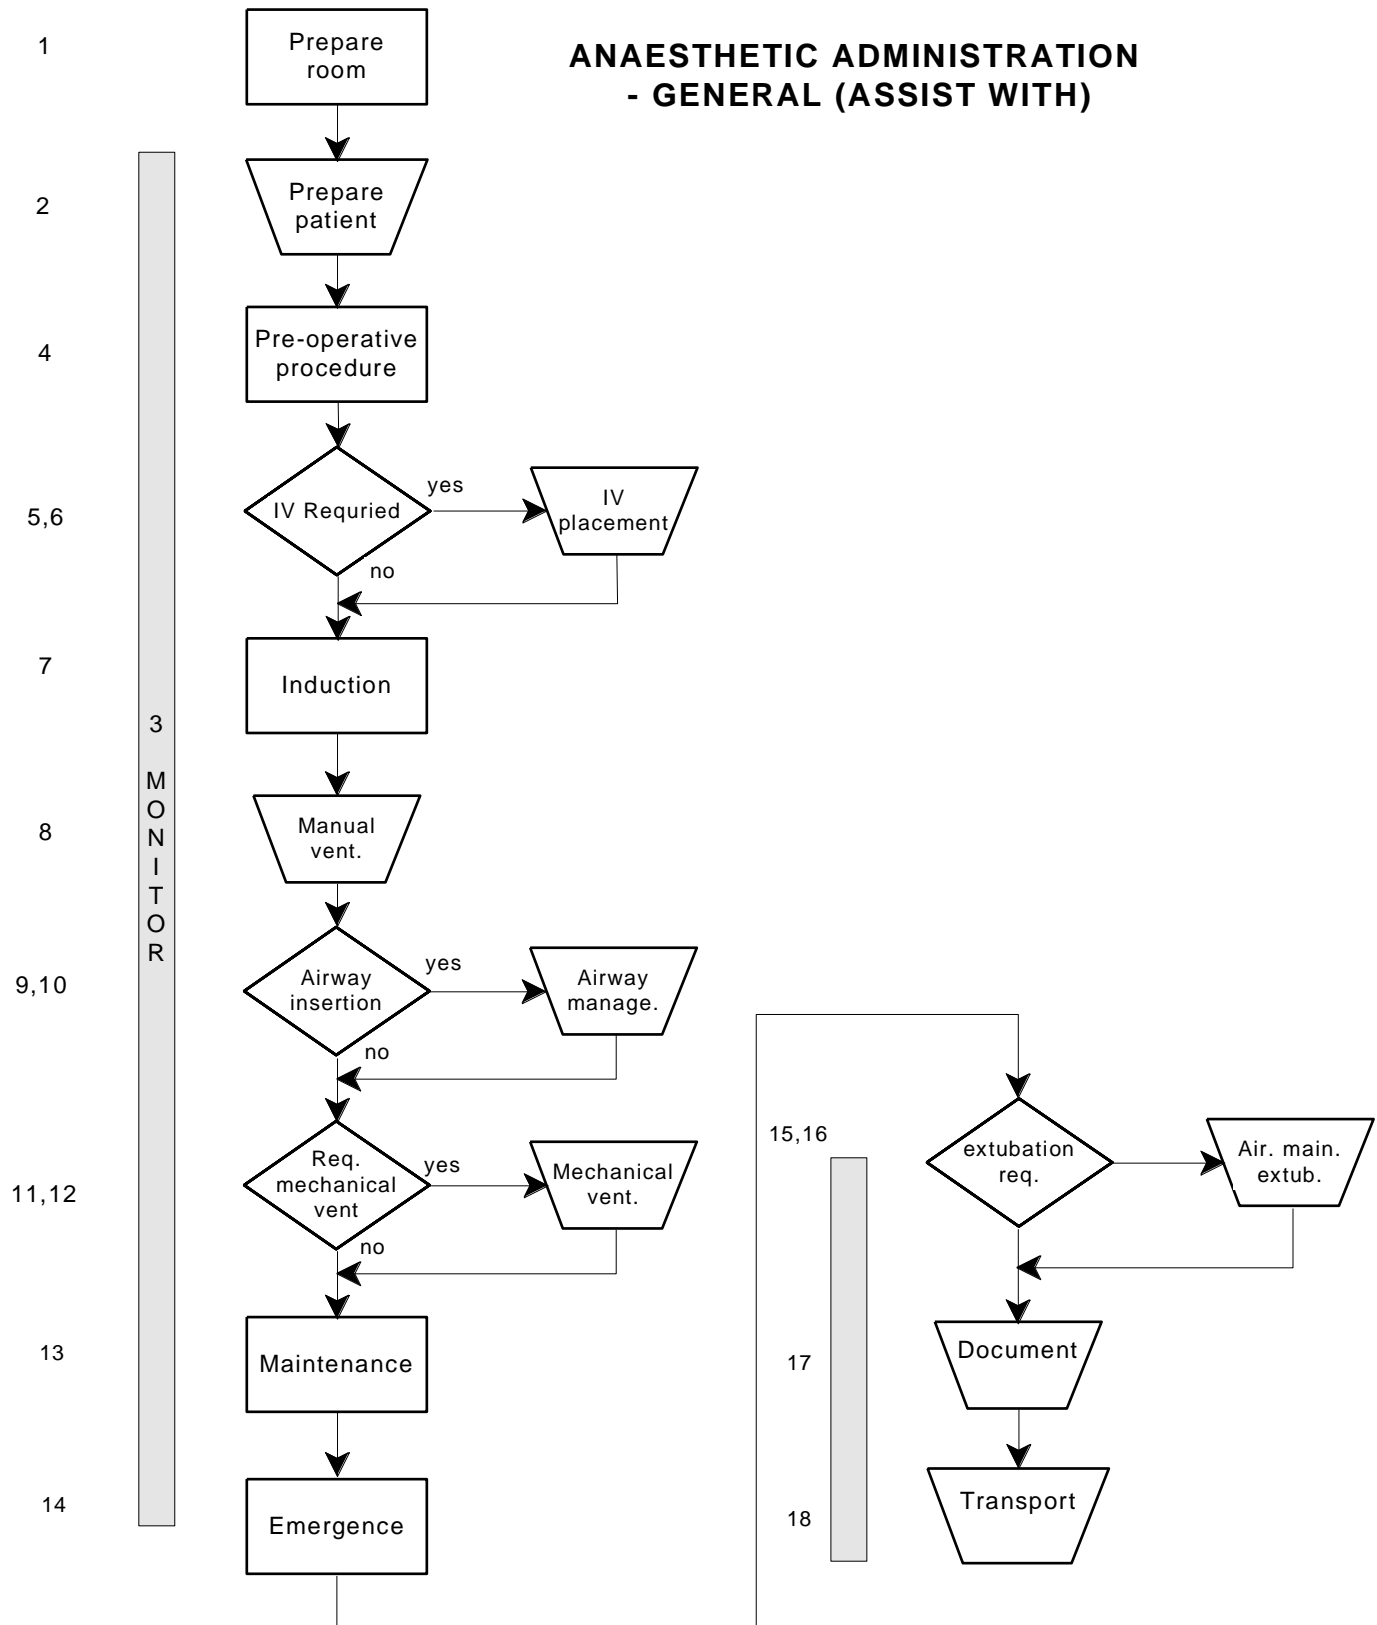 ANAESTHETIC ADMINISTRATION
- GENERAL (ASSIST WITH)
1
Prepare
room
2
Prepare
patient
3
M
O
N
I
T
O
R
4
Pre-operative
procedure
5,6
IV Requried
yes
IV
placement
no
7
Induction
8
Manual
vent.
9,10
Airway
insertion
yes
Airway
manage.
no
11,12
Req.
mechanical
vent
yes
Mechanical
vent.
no
13
Maintenance
14
Emergence
15,16
extubation
req.
Air. main.
extub.
17
Document
18
Transport